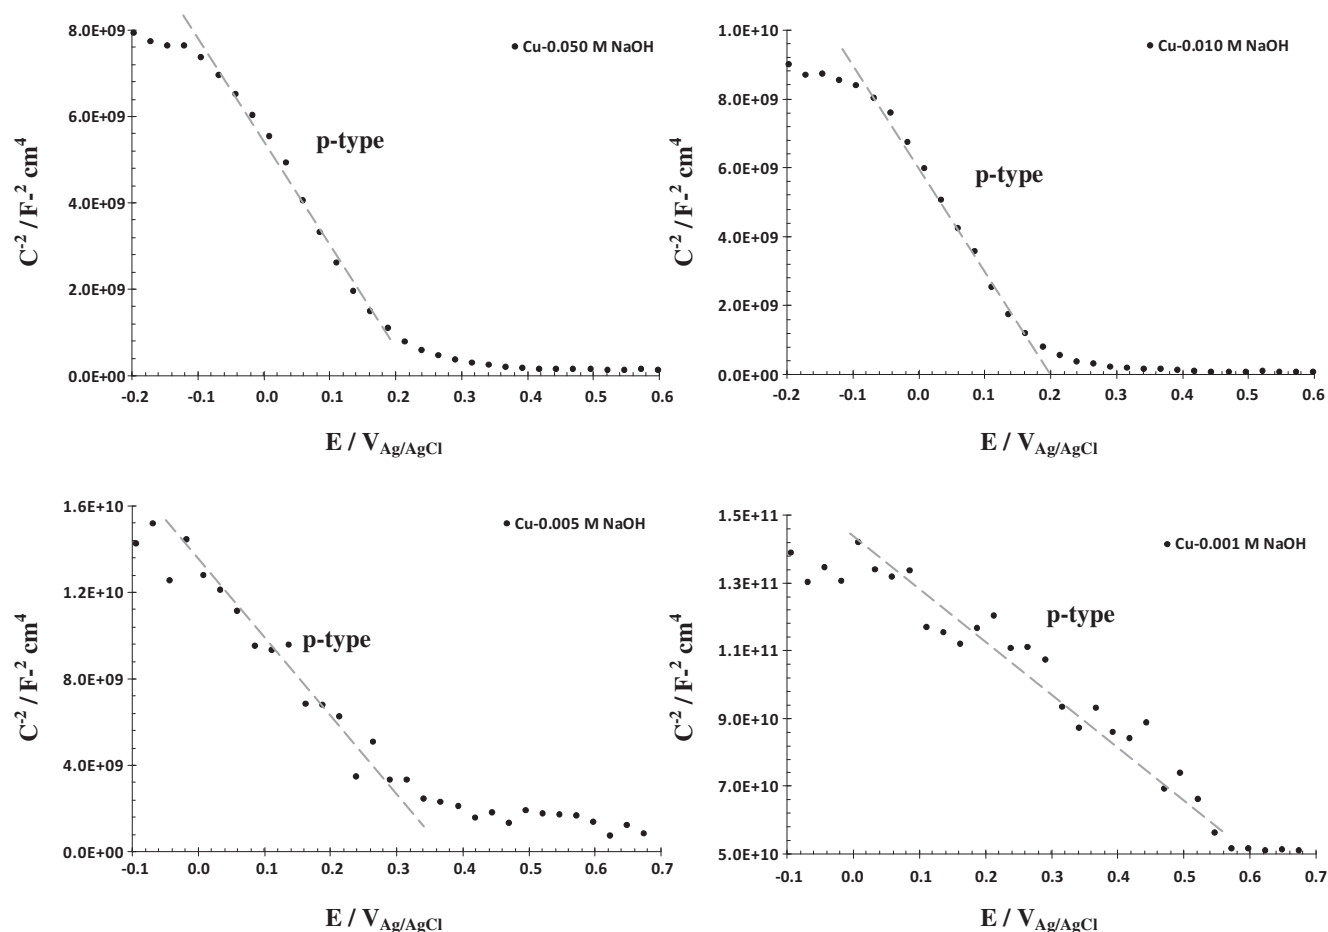 8.0E+09
6.0E+09
4.0E+09
2.0E+09
0.0E+00
-0.2 -0.1 0.0 0.1 0.2 0.3 0.4 0.5 0.6
C⁻² / F-² cm⁴
E / V Ag/AgCl
Cu-0.050 M NaOH
p-type
1.0E+10
8.0E+09
6.0E+09
4.0E+09
2.0E+09
0.0E+00
-0.2 -0.1 0.0 0.1 0.2 0.3 0.4 0.5 0.6
C⁻² / F-² cm⁴
E / V Ag/AgCl
Cu-0.010 M NaOH
p-type
1.6E+10
1.2E+10
8.0E+09
4.0E+09
0.0E+00
-0.1 0.0 0.1 0.2 0.3 0.4 0.5 0.6 0.7
C⁻² / F-² cm⁴
E / V Ag/AgCl
Cu-0.005 M NaOH
p-type
1.5E+11
1.3E+11
1.1E+11
9.0E+10
7.0E+10
5.0E+10
-0.1 0.0 0.1 0.2 0.3 0.4 0.5 0.6 0.7
C⁻² / F-² cm⁴
E / V Ag/AgCl
Cu-0.001 M NaOH
p-type